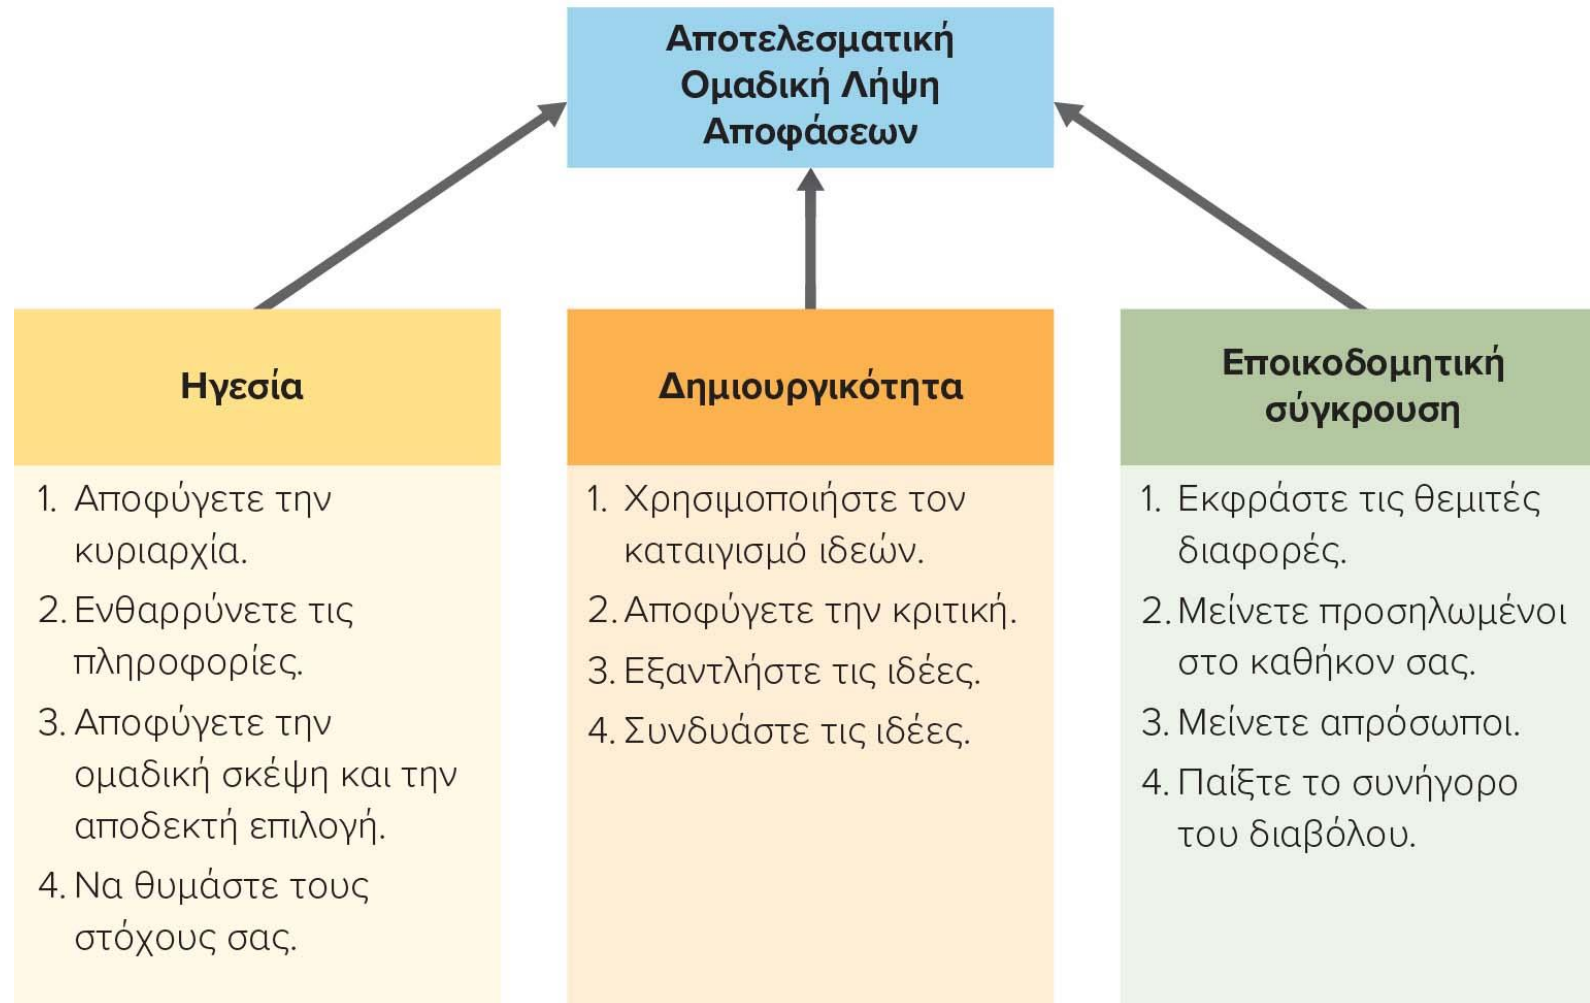 Αποτελεσματική
Ομαδική Λήψη
Αποφάσεων
Ηγεσία
1. Αποφύγετε την
κυριαρχία.
2. Ενθαρρύνετε τις
πληροφορίες.
3. Αποφύγετε την
ομαδική σκέψη και την
αποδεκτή επιλογή.
4. Να θυμάστε τους
στόχους σας.
Δημιουργικότητα
1. Χρησιμοποιήστε τον
καταιγισμό ιδεών.
2. Αποφύγετε την κριτική.
3. Εξαντλήστε τις ιδέες.
4. Συνδυάστε τις ιδέες.
Εποικοδομητική
σύγκρουση
1. Εκφράστε τις θεμιτές
διαφορές.
2. Μείνετε προσηλωμένοι
στο καθήκον σας.
3. Μείνετε απρόσωποι.
4. Παίξτε το συνήγορο
του διαβόλου.